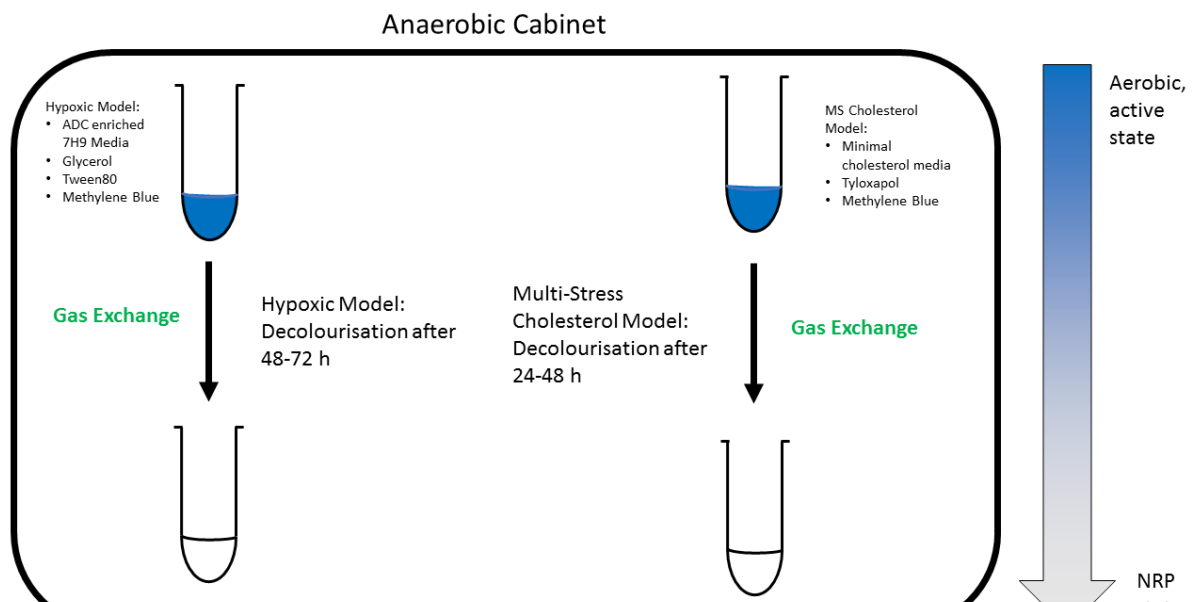 Anaerobic Cabinet
Hypoxic Model:
• ADC enriched
7H9 Media
• Glycerol
• Tween80
• Methylene Blue
MS Cholesterol
Model:
• Minimal
cholesterol media
• Tyloxapol
• Methylene Blue
Aerobic,
active
state
Gas Exchange
Hypoxic Model:
Decolourisation after
48-72 h
Multi-Stress
Cholesterol Model:
Decolourisation after
24-48 h
Gas Exchange
NRP